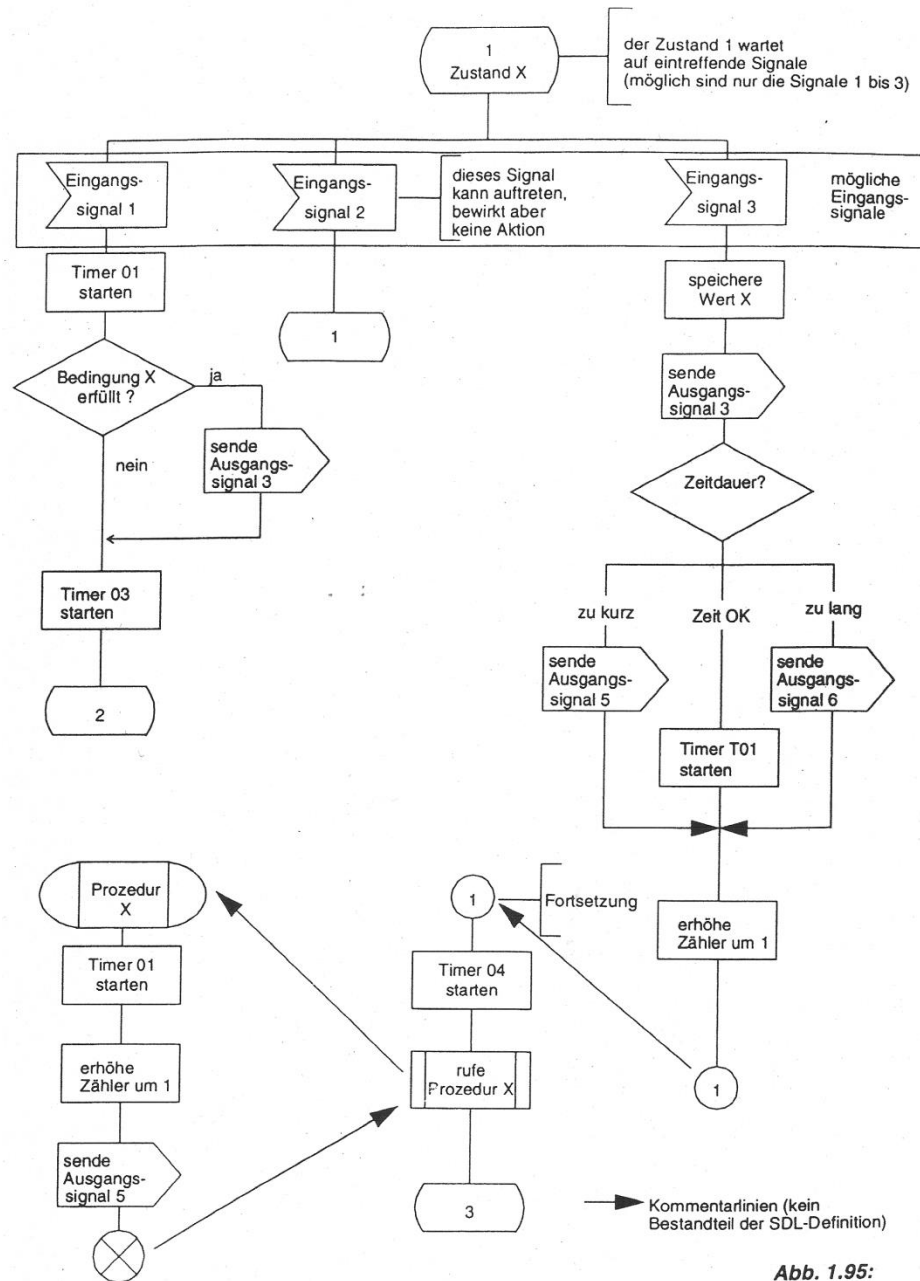 1
Zustand X
der Zustand 1 wartet
auf eintreffende Signale
(möglich sind nur die Signale 1 bis 3)
Eingangs-
signal 1
Eingangs-
signal 2
dieses Signal
kann auftreten,
bewirkt aber
keine Aktion
Eingangs-
signal 3
mögliche
Eingangs-
signale
Timer 01
starten
1
speichere
Wert X
Bedingung X
erfüllt ?
ja
nein
sende
Ausgangs-
signal 3
sende
Ausgangs-
signal 3
Zeitdauer?
Timer 03
starten
2
zu kurz
Zeit OK
zu lang
sende
Ausgangs-
signal 5
sende
Ausgangs-
signal 6
Timer T01
starten
erhöhe
Zähler um 1
1
1
Fortsetzung
Timer 04
starten
rufe
Prozedur X
3
Prozedur
X
Timer 01
starten
erhöhe
Zähler um 1
sende
Ausgangs-
signal 5
Kommentarlinien (kein
Bestandteil der SDL-Definition)
Abb. 1.95: